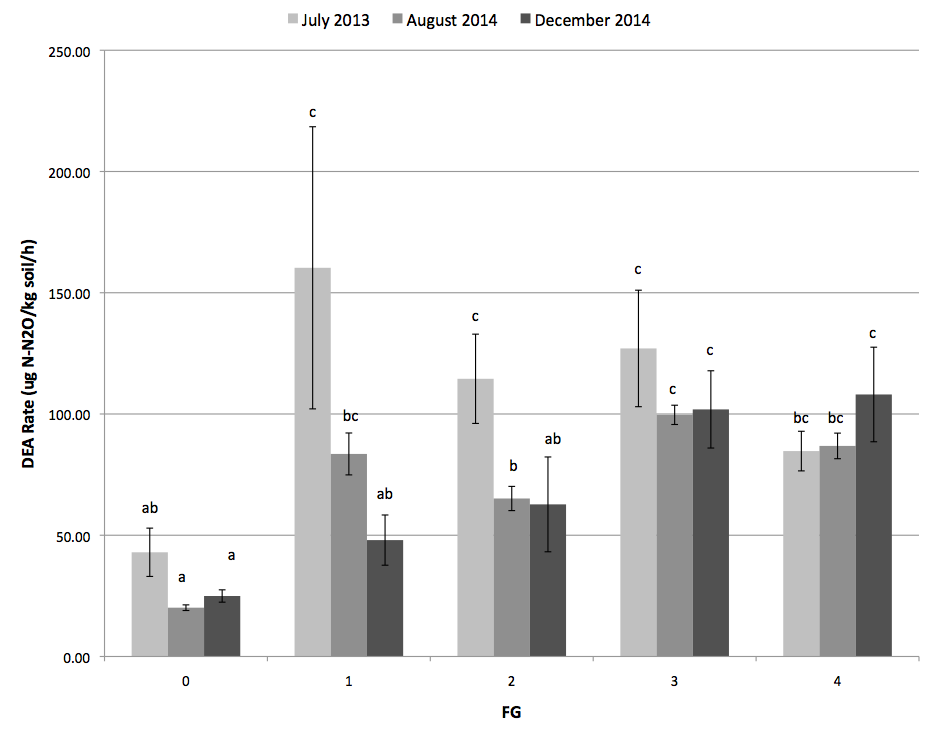 July 2013 August 2014 December 2014
250.00
200.00
150.00
100.00
50.00
0.00
DEA Rate (ug N-N2O/kg soil/h)
ab a a
c bc ab
c b ab
c c c
bc bc c
0 1 2 3 4
FG